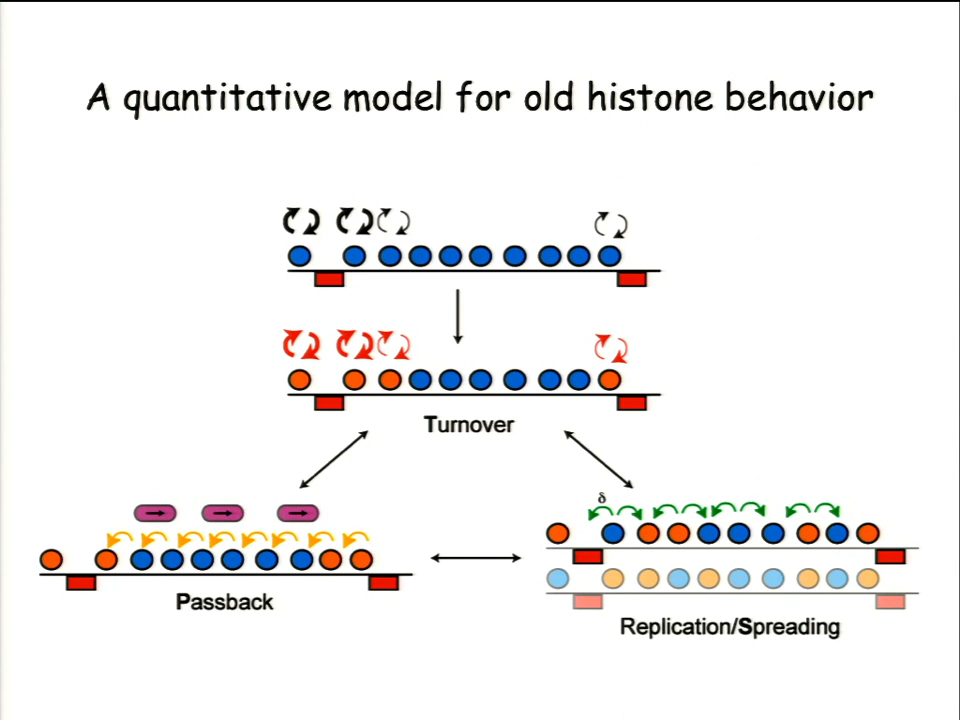 A quantitative model for old histone behavior
Turnover
δ
Passback
Replication/Spreading